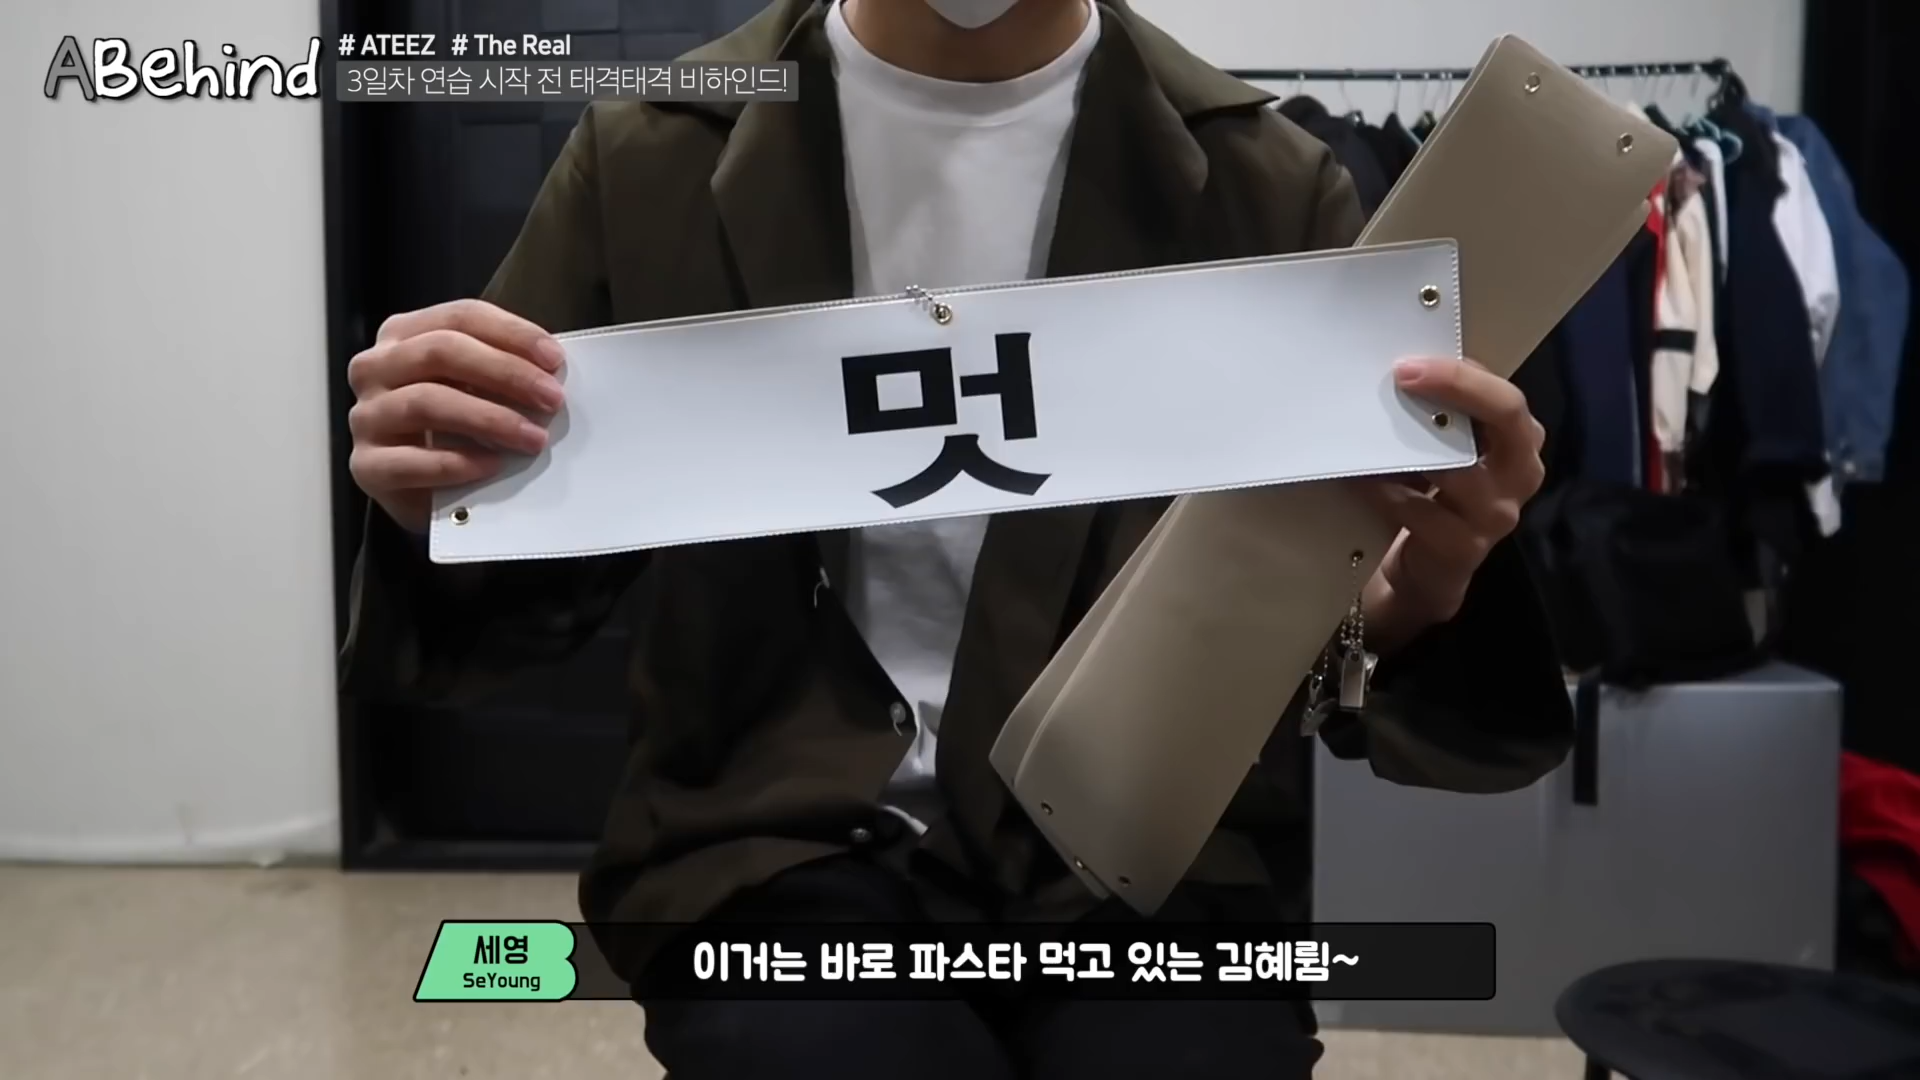 ABehind
# ATEEZ # The Real
3일차 연습 시작 전 태격태격 비하인드!
멋
세영
SeYoung
이거는 바로 파스타 먹고 있는 김혜륌~